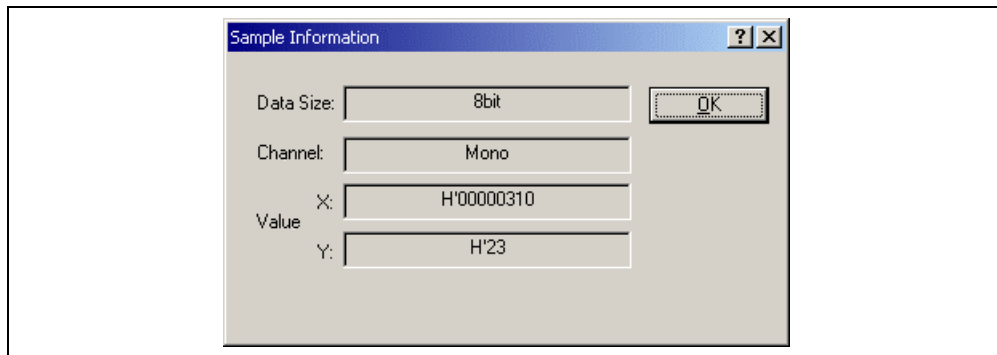 Sample Information
Data Size: 8bit OK
Channel: Mono
Value
X: H'00000310
Y: H'23